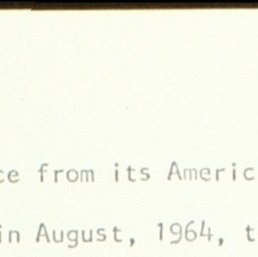 ce from its Americ
in August, 1964, t